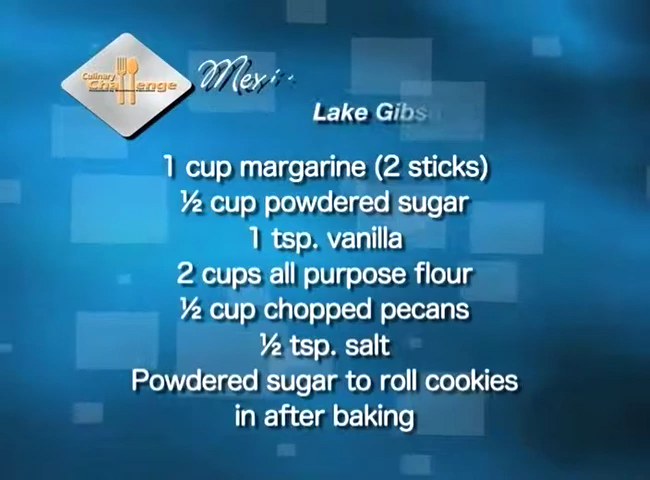 Culinary
Challenge
Lake
1 cup margarine (2 sticks)
½ cup powdered sugar
1 tsp. vanilla
2 cups all purpose flour
½ cup chopped pecans
½ tsp. salt
Powdered sugar to roll cookies
in after baking